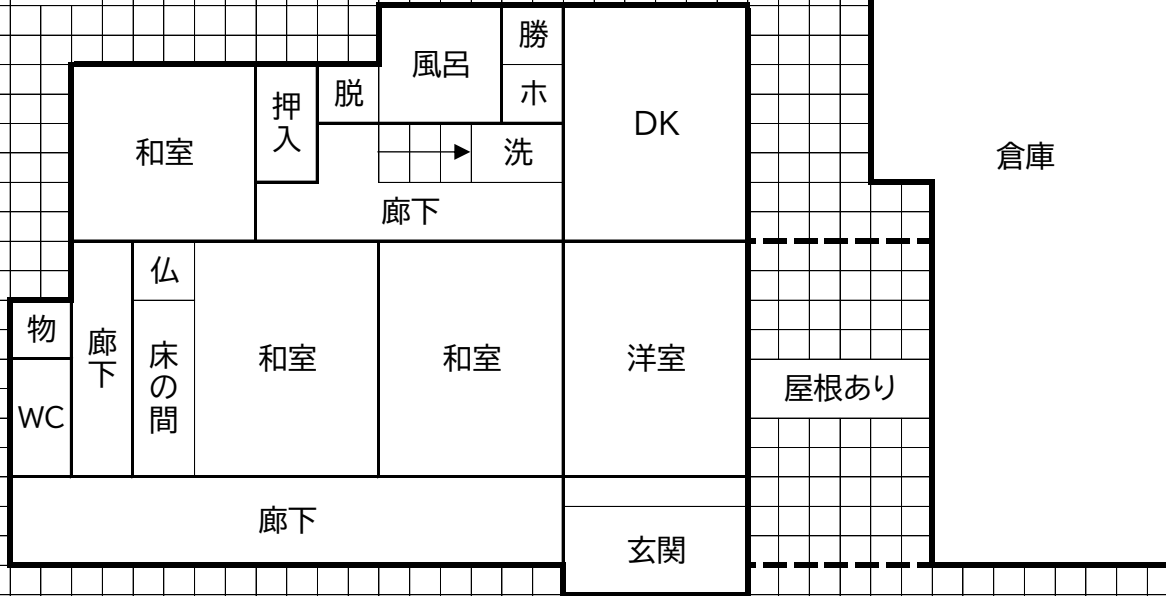 勝
風呂
ホ
脱
押入
DK
和室
洗
倉庫
廊下
仏
物
廊下
床の間
和室
和室
洋室
屋根あり
WC
廊下
玄関